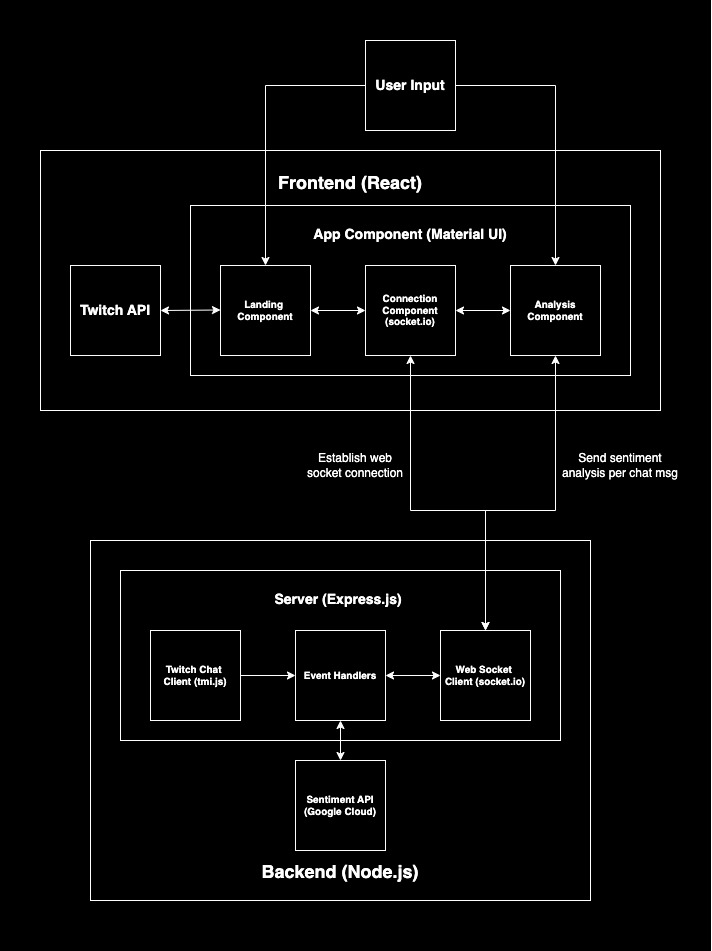 User Input
Frontend (React)
App Component (Material UI)
Twitch API
Landing
Component
Connection
Component
(socket.io)
Analysis
Component
Establish web
socket connection
Send sentiment
analysis per chat msg
Server (Express.js)
Twitch Chat
Client (tmi.js)
Event Handlers
Web Socket
Client (socket.io)
Sentiment API
(Google Cloud)
Backend (Node.js)